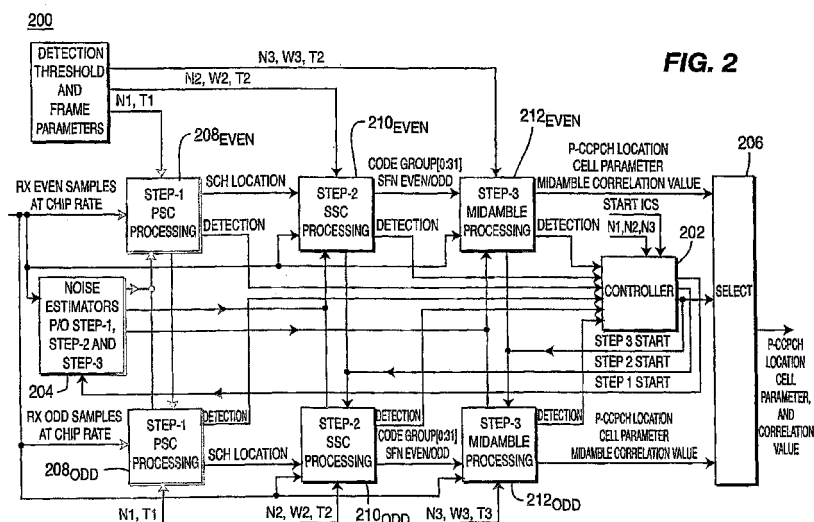 200
FIG. 2
DETECTION
THRESHOLD
AND
FRAME
PARAMETERS
N3, W3, T2
N2, W2, T2
N1, T1
208EVEN
210EVEN
212EVEN
206
RX EVEN SAMPLES
AT CHIP RATE
STEP-1
PSC
PROCESSING
SCH LOCATION
DETECTION
STEP-2
SSC
PROCESSING
CODE GROUP[0:31]
SFN EVEN/ODD
DETECTION
STEP-3
MIDAMBLE
PROCESSING
DETECTION
P-CCPCH LOCATION
CELL PARAMETER
MIDAMBLE CORRELATION VALUE
START ICS
N1,N2,N3
202
CONTROLLER
SELECT
NOISE
ESTIMATORS
P/O STEP-1,
STEP-2 AND
STEP-3
204
STEP 3 START
STEP 2 START
STEP 1 START
P-CCPCH
LOCATION
CELL
PARAMETER,
AND
CORRELATION
VALUE
RX ODD SAMPLES
AT CHIP RATE
STEP-1
PSC
PROCESSING
208ODD
DETECTION
SCH LOCATION
STEP-2
SSC
PROCESSING
210ODD
DETECTION
CODE GROUP[0:31]
SFN EVEN/ODD
STEP-3
MIDAMBLE
PROCESSING
212ODD
DETECTION
P-CCPCH LOCATION
CELL PARAMETER
MIDAMBLE CORRELATION VALUE
N1, T1
N2, W2, T2
N3, W3, T3